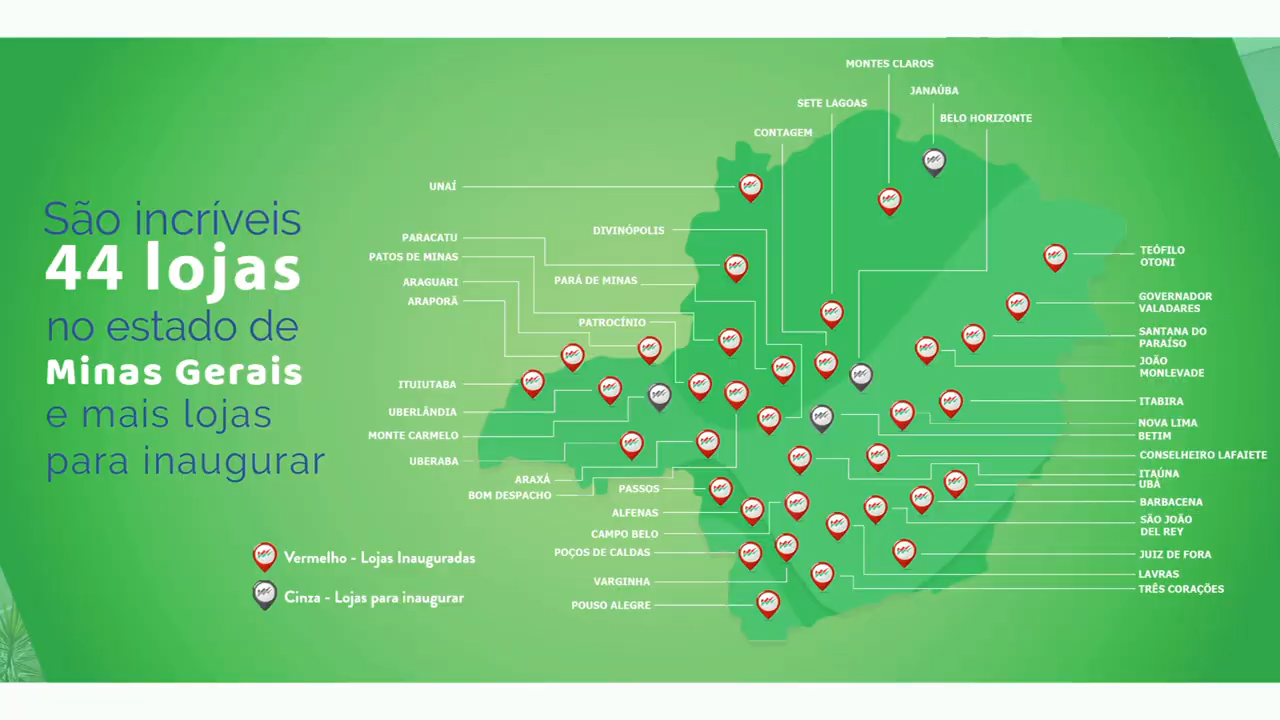 São incríveis
44 lojas
no estado de
Minas Gerais
e mais lojas
para inaugurar
Vermelho - Lojas Inauguradas
Cinza - Lojas para inaugurar
MONTES CLAROS
JANAÚBA
SETE LAGOAS
BELO HORIZONTE
CONTAGEM
UNAÍ
DIVINÓPOLIS
PARACATU
PATOS DE MINAS
PARÁ DE MINAS
ARAGUARI
ARAPORÃ
PATROCÍNIO
ITUIUTABA
UBERLÂNDIA
MONTE CARMELO
UBERABA
ARAXÁ
BOM DESPACHO
PASSOS
ALFENAS
CAMPO BELO
POÇOS DE CALDAS
VARGINHA
POUSO ALEGRE
TEÓFILO
OTONI
GOVERNADOR
VALADARES
SANTANA DO
PARAÍSO
JOÃO
MONLEVADE
ITABIRA
NOVA LIMA
BETIM
CONSELHEIRO LAFAIETE
ITAÚNA
UBÁ
BARBACENA
SÃO JOÃO
DEL REY
JUIZ DE FORA
LAVRAS
TRÊS CORAÇÕES